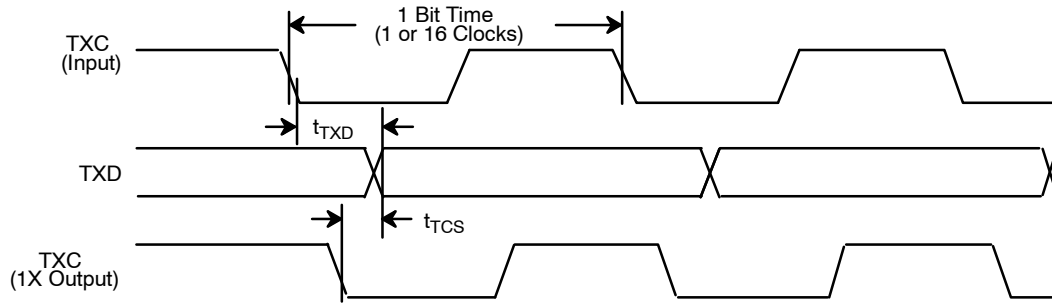 1 Bit Time
(1 or 16 Clocks)
TXC
(Input)
tTXD
TXD
tTCS
TXC
(1X Output)